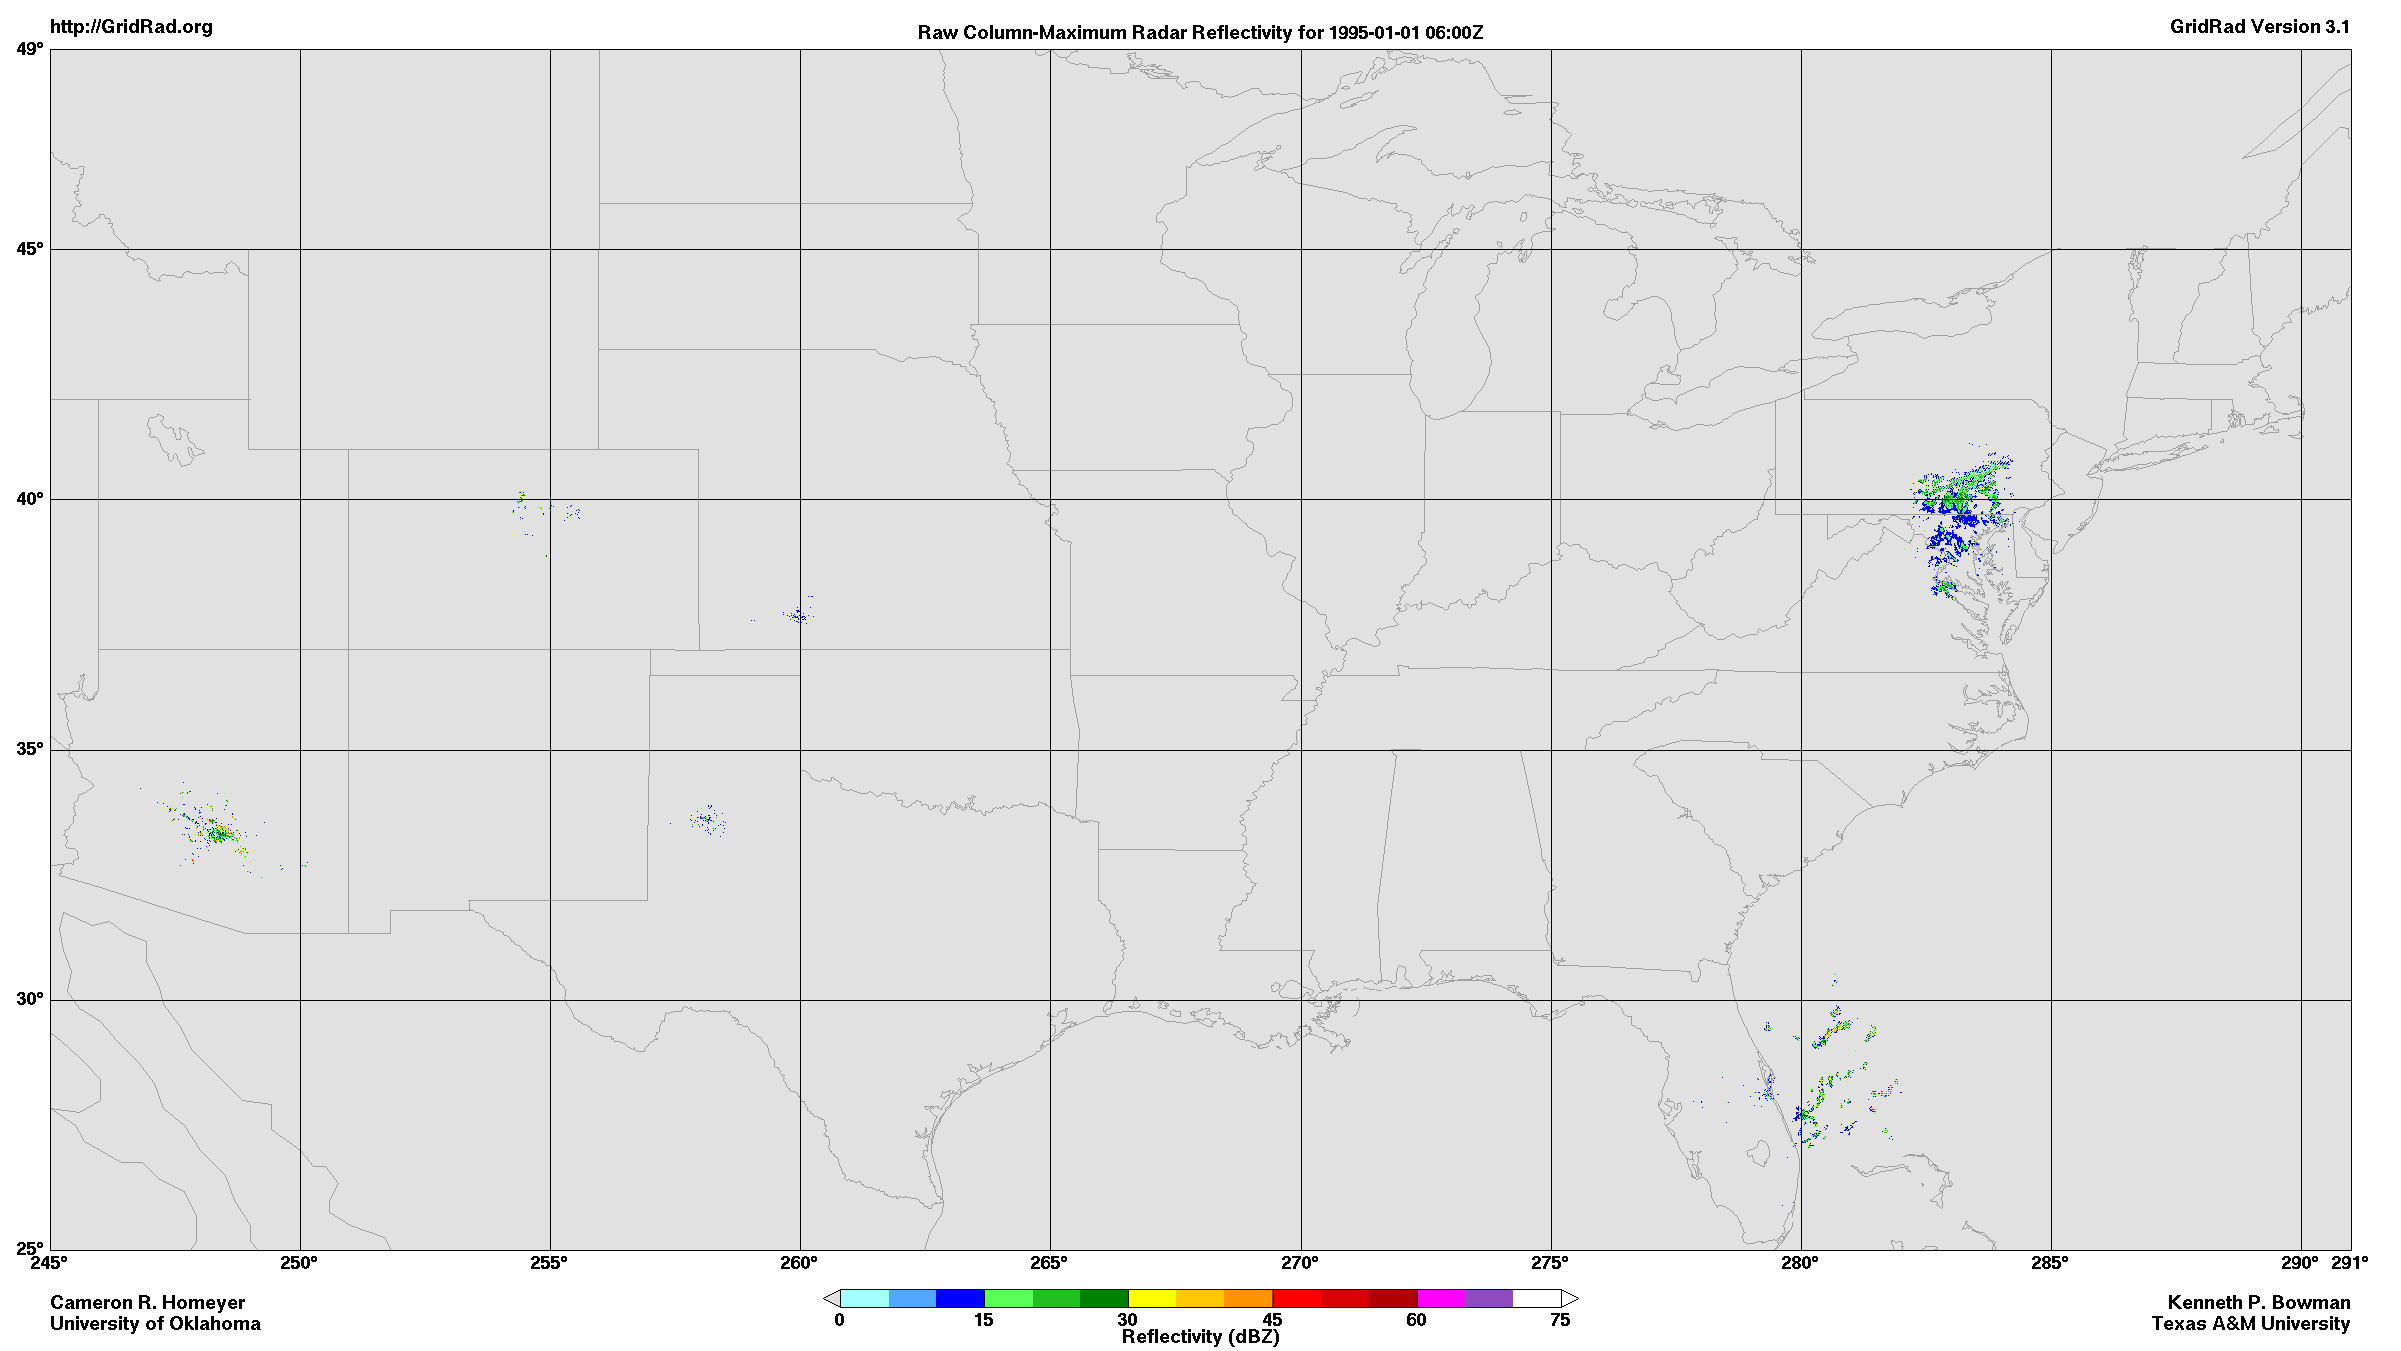 http://GridRad.org
Raw Column-Maximum Radar Reflectivity for 1995-01-01 06:00Z
GridRad Version 3.1
49°
45°
40°
35°
30°
25°
245° 250° 255° 260° 265° 270° 275° 280° 285° 290° 291°
0 15 30 45 60 75
Reflectivity (dBZ)
Cameron R. Homeyer
University of Oklahoma
Kenneth P. Bowman
Texas A&M University